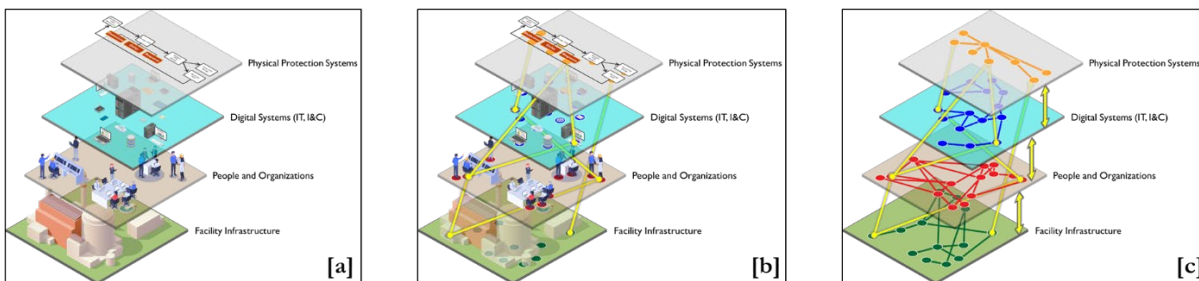 Physical Protection Systems
Digital Systems (IT, I&C)
People and Organizations
Facility Infrastructure
[a]
Physical Protection Systems
Digital Systems (IT, I&C)
People and Organizations
Facility Infrastructure
[b]
Physical Protection Systems
Digital Systems (IT, I&C)
People and Organizations
Facility Infrastructure
[c]